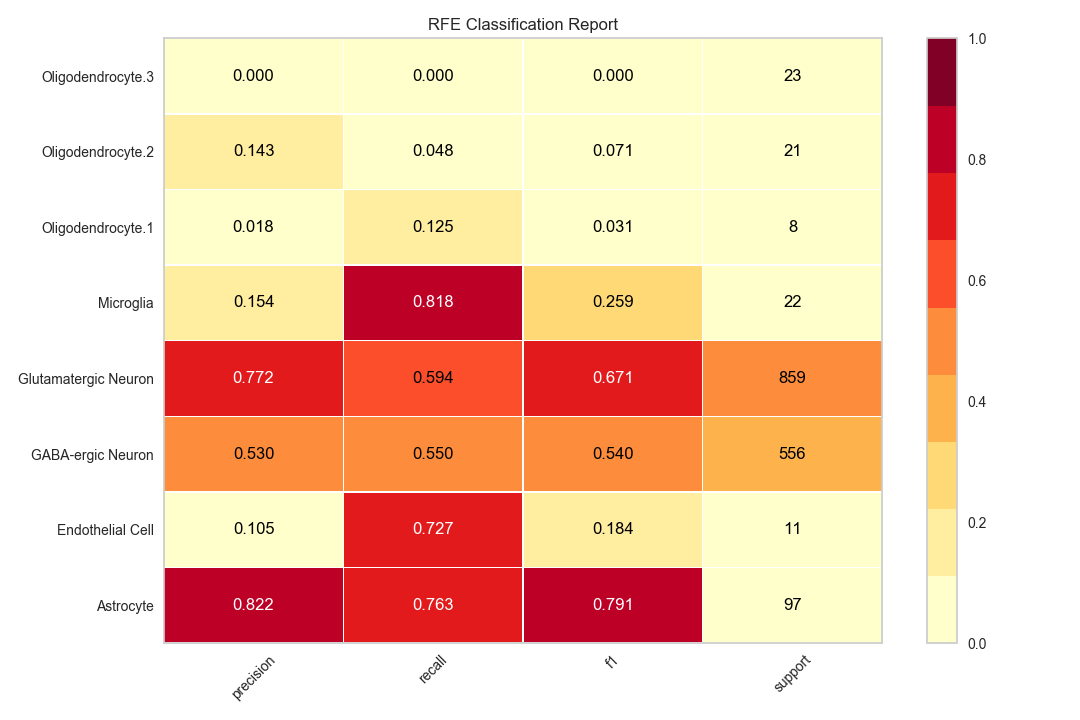 RFE Classification Report
Oligodendrocyte.3 0.000 0.000 0.000 23
Oligodendrocyte.2 0.143 0.048 0.071 21
Oligodendrocyte.1 0.018 0.125 0.031 8
Microglia 0.154 0.818 0.259 22
Glutamatergic Neuron 0.772 0.594 0.671 859
GABA-ergic Neuron 0.530 0.550 0.540 556
Endothelial Cell 0.105 0.727 0.184 11
Astrocyte 0.822 0.763 0.791 97
precision recall f1 support
1.0
0.8
0.6
0.4
0.2
0.0